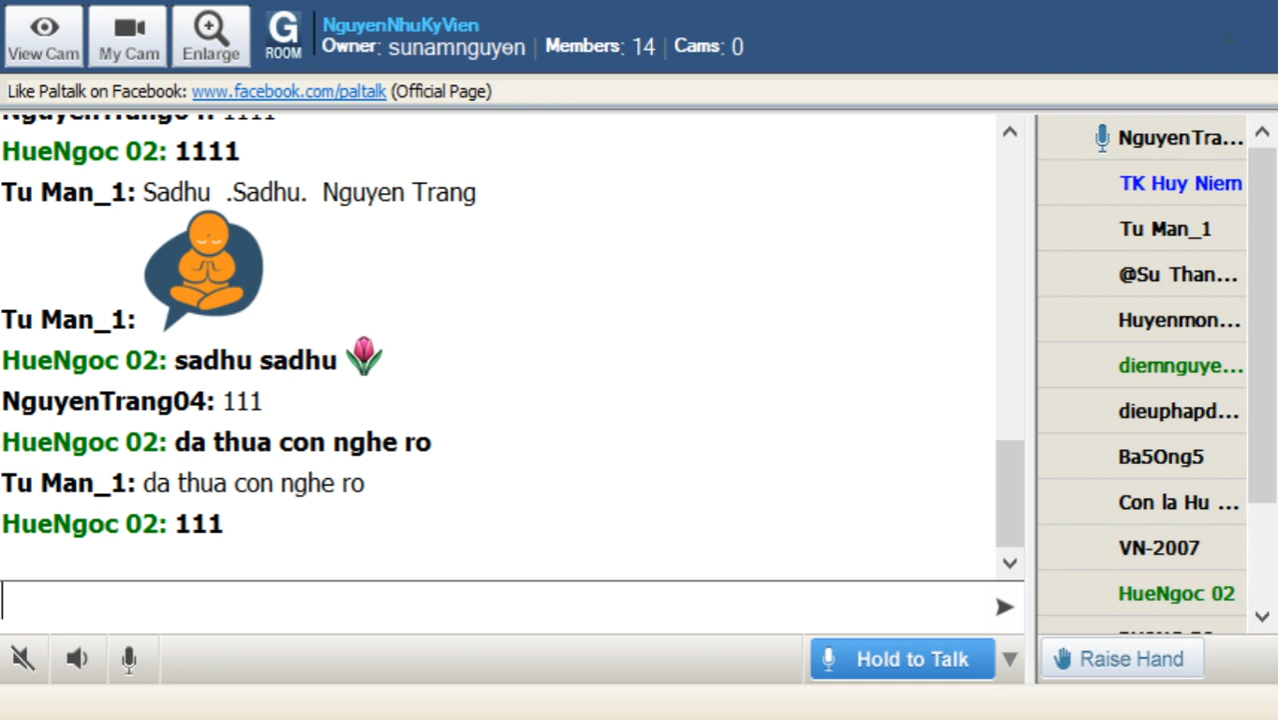 View Cam
My Cam
Enlarge
G ROOM
NguyenNhuKyVien
Owner: sunamnguyen | Members: 14 | Cams: 0
Like Paltalk on Facebook: www.facebook.com/paltalk (Official Page)
NguyenTrang04: 1111
HueNgoc 02: 1111
Tu Man_1: Sadhu .Sadhu. Nguyen Trang
Tu Man_1:
HueNgoc 02: sadhu sadhu
NguyenTrang04: 111
HueNgoc 02: da thua con nghe ro
Tu Man_1: da thua con nghe ro
HueNgoc 02: 111
NguyenTra...
TK Huy Niem
Tu Man_1
@Su Than...
Huyenmon...
diemnguye...
dieuphapd...
Ba5Ong5
Con la Hu ...
VN-2007
HueNgoc 02
Hold to Talk
Raise Hand